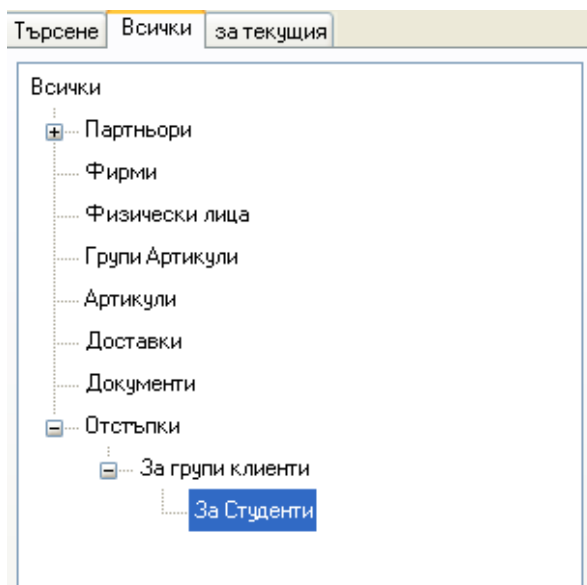 Търсене Всички за текущия
Всички
Партньори
Фирми
Физически лица
Групи Артикули
Артикули
Доставки
Документи
Отстъпки
За групи клиенти
За Студенти